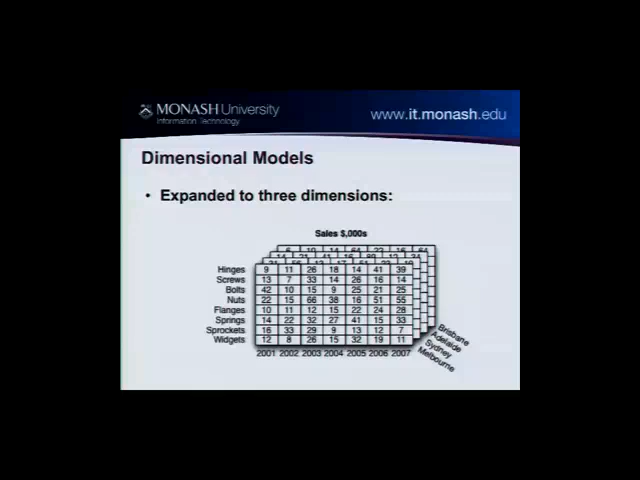 MONASH University
Information Technology
www.it.monash.edu
Dimensional Models
• Expanded to three dimensions:
Sales $,000s
Hinges 9 11 26 18 14 41 39
Screws 13 7 33 14 26 16 14
Bolts 42 10 15 9 25 21 25
Nuts 22 15 66 38 16 51 55
Flanges 10 11 12 15 22 24 28
Springs 14 22 32 27 41 15 33
Sprockets 16 33 29 9 13 12 7
Widgets 12 8 26 15 32 19 11
2001 2002 2003 2004 2005 2006 2007
Brisbane
Adelaide
Sydney
Melbourne